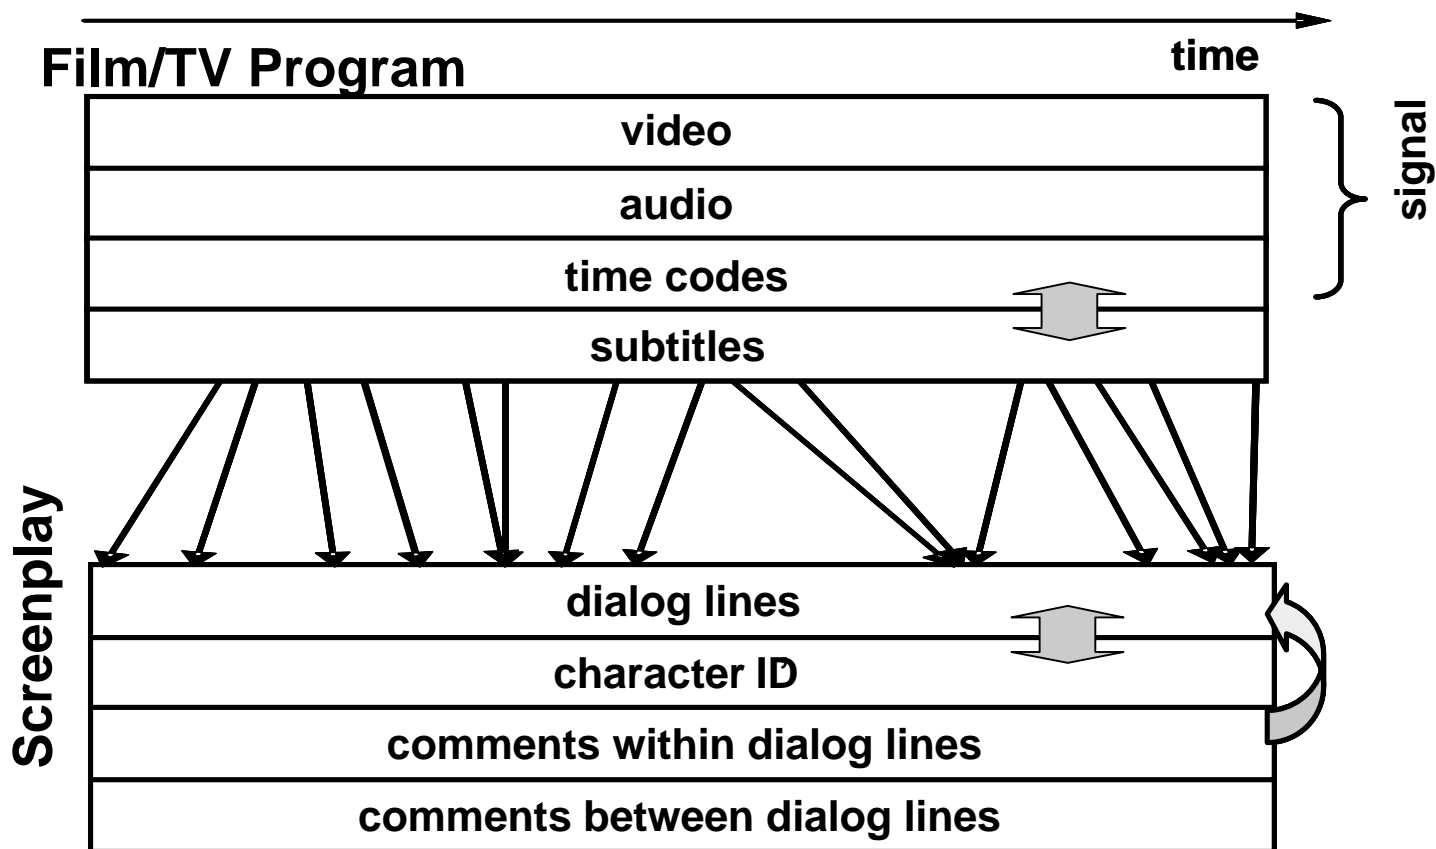 time
Film/TV Program
video
audio
time codes
subtitles
signal
Screenplay
dialog lines
character ID
comments within dialog lines
comments between dialog lines